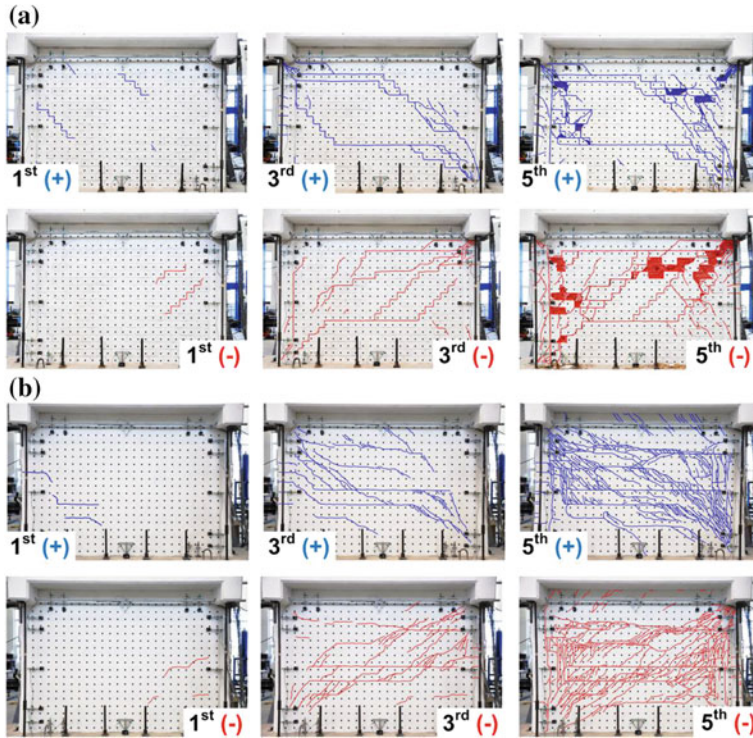 (a)
1st (+) 3rd (+) 5th (+)
1st (-) 3rd (-) 5th (-)
(b)
1st (+) 3rd (+) 5th (+)
1st (-) 3rd (-) 5th (-)